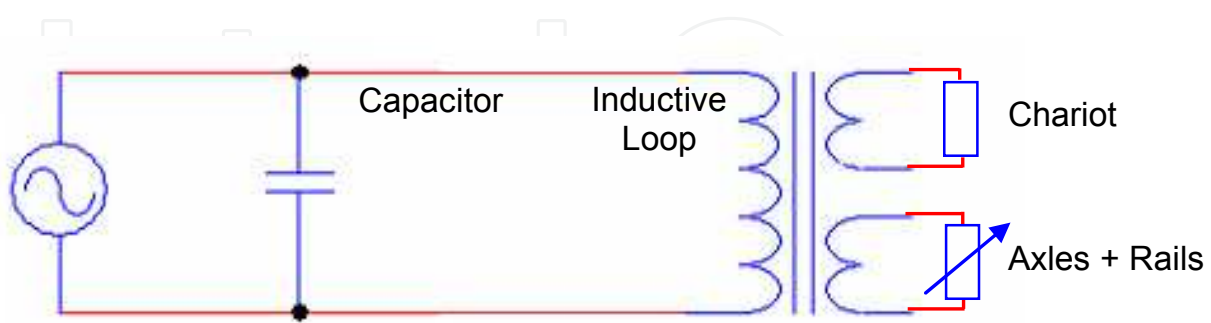 Capacitor
Inductive
Loop
Chariot
Axles + Rails